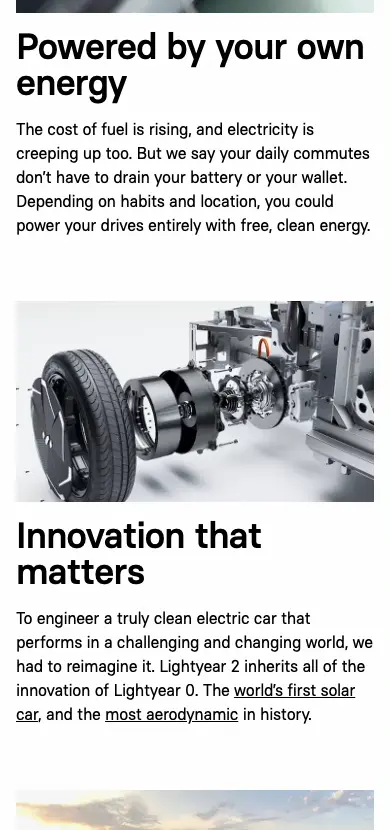 Powered by your own
energy
The cost of fuel is rising, and electricity is
creeping up too. But we say your daily commutes
don’t have to drain your battery or your wallet.
Depending on habits and location, you could
power your drives entirely with free, clean energy.
Innovation that
matters
To engineer a truly clean electric car that
performs in a challenging and changing world, we
had to reimagine it. Lightyear 2 inherits all of the
innovation of Lightyear 0. The world’s first solar
car, and the most aerodynamic in history.